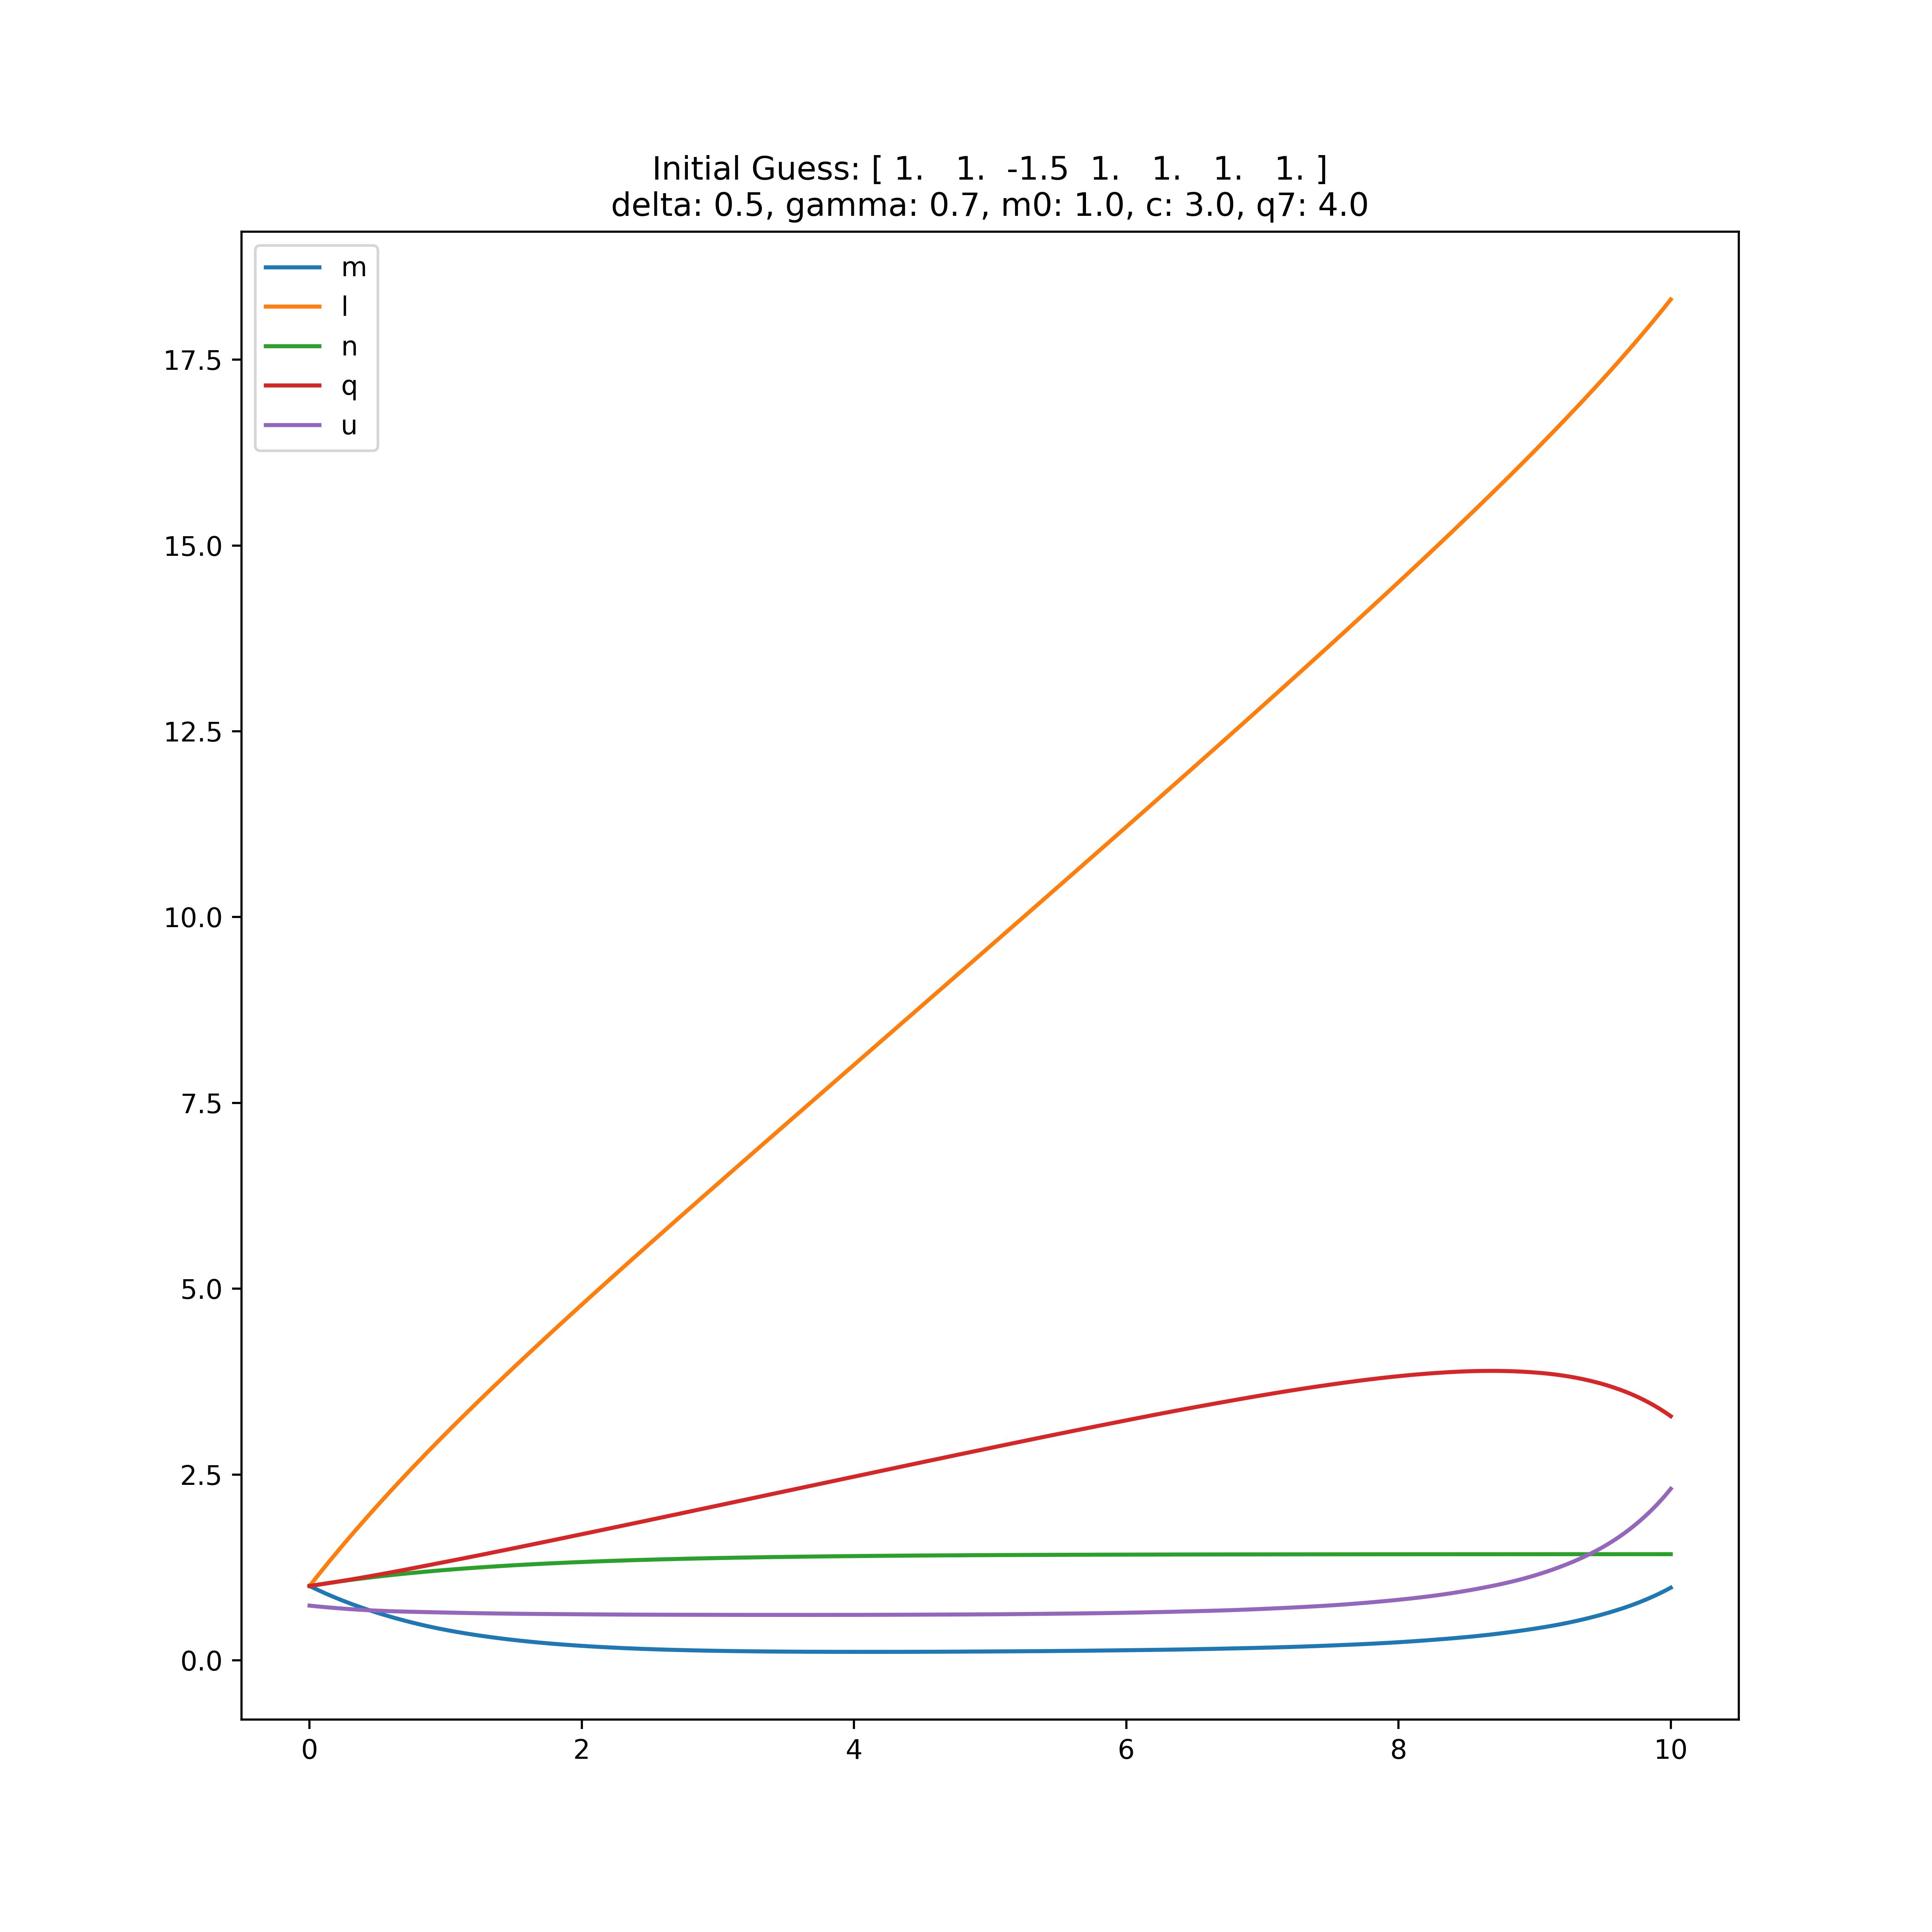 Initial Guess: [ 1. 1. -1.5 1. 1. 1. 1. ]
delta: 0.5, gamma: 0.7, m0: 1.0, c: 3.0, q7: 4.0
m
l
n
q
u
17.5
15.0
12.5
10.0
7.5
5.0
2.5
0.0
0 2 4 6 8 10